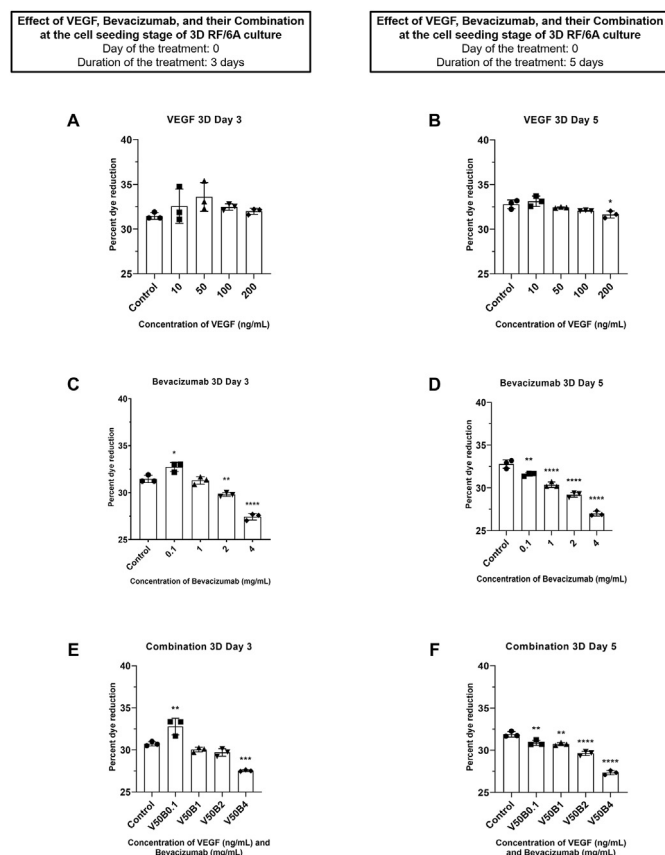 Effect of VEGF, Bevacizumab, and their Combination
at the cell seeding stage of 3D RF/6A culture
Day of the treatment: 0
Duration of the treatment: 3 days
Effect of VEGF, Bevacizumab, and their Combination
at the cell seeding stage of 3D RF/6A culture
Day of the treatment: 0
Duration of the treatment: 5 days
A
VEGF 3D Day 3
Percent dye reduction
40
35
30
25
Control
10
50
100
200
Concentration of VEGF (ng/mL)
B
VEGF 3D Day 5
Percent dye reduction
40
35
30
25
*
Control
10
50
100
200
Concentration of VEGF (ng/mL)
C
Bevacizumab 3D Day 3
Percent dye reduction
40
35
30
25
*
**
****
Control
0.1
1
2
4
Concentration of Bevacizumab (mg/mL)
D
Bevacizumab 3D Day 5
Percent dye reduction
40
35
30
25
**
****
****
****
Control
0.1
1
2
4
Concentration of Bevacizumab (mg/mL)
E
Combination 3D Day 3
Percent dye reduction
40
35
30
25
**
***
Control
V50B0.1
V50B1
V50B2
V50B4
Concentration of VEGF (ng/mL) and
Bevacizumab (mg/mL)
F
Combination 3D Day 5
Percent dye reduction
40
35
30
25
**
**
****
****
Control
V50B0.1
V50B1
V50B2
V50B4
Concentration of VEGF (ng/mL)
and Bevacizumab (mg/mL)